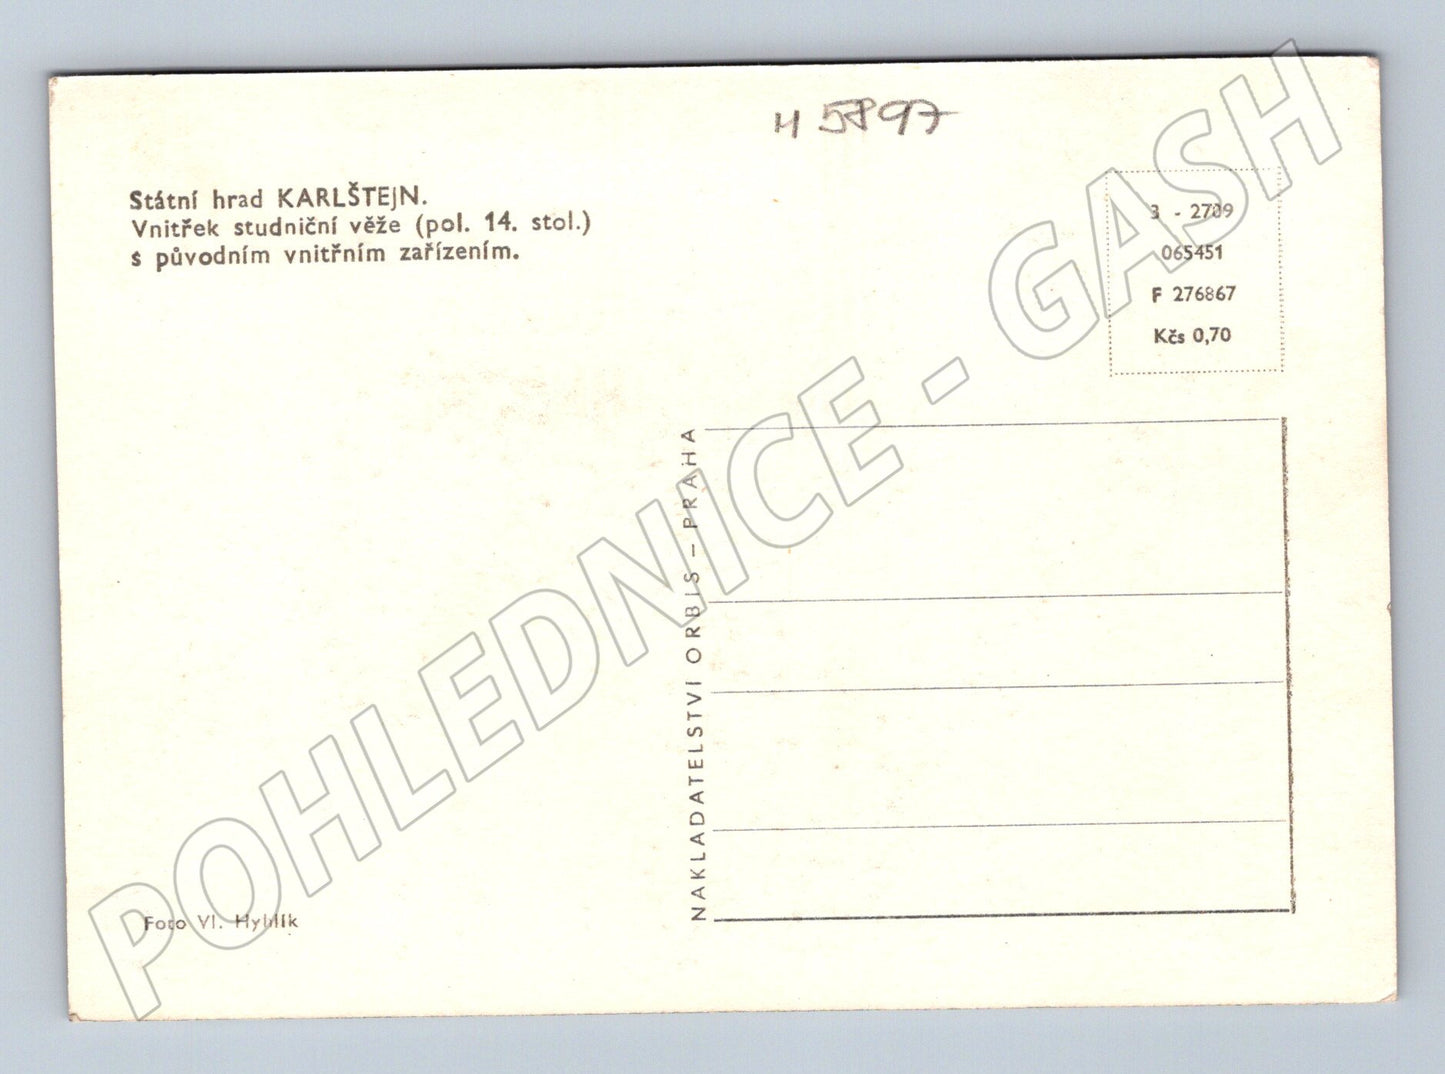 H 5897
Státní hrad KARLŠTEJN.
Vnitřek studniční věže (pol. 14. stol.)
s původním vnitřním zařízením.
3 - 2709
065451
F 276867
Kčs 0,70
NAKLADATELSTVÍ ORBIS – PRAHA
Foto Vl. Hyhlík
POHLEDNICE - GASH